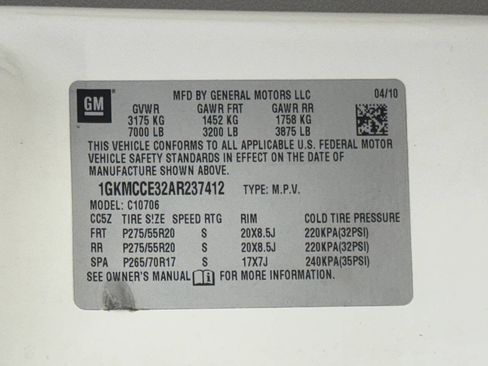 GM
MFD BY GENERAL MOTORS LLC 04/10
GVWR GAWR FRT GAWR RR
3175 KG 1452 KG 1758 KG
7000 LB 3200 LB 3875 LB
THIS VEHICLE CONFORMS TO ALL APPLICABLE U.S. FEDERAL MOTOR
VEHICLE SAFETY STANDARDS IN EFFECT ON THE DATE OF
MANUFACTURE SHOWN ABOVE.
1GKMCCE32AR237412 TYPE: M.P.V.
MODEL: C10706
CC5Z TIRE SIZE SPEED RTG RIM COLD TIRE PRESSURE
FRT P275/55R20 S 20X8.5J 220KPA(32PSI)
RR P275/55R20 S 20X8.5J 220KPA(32PSI)
SPA P265/70R17 S 17X7J 240KPA(35PSI)
SEE OWNER'S MANUAL FOR MORE INFORMATION.